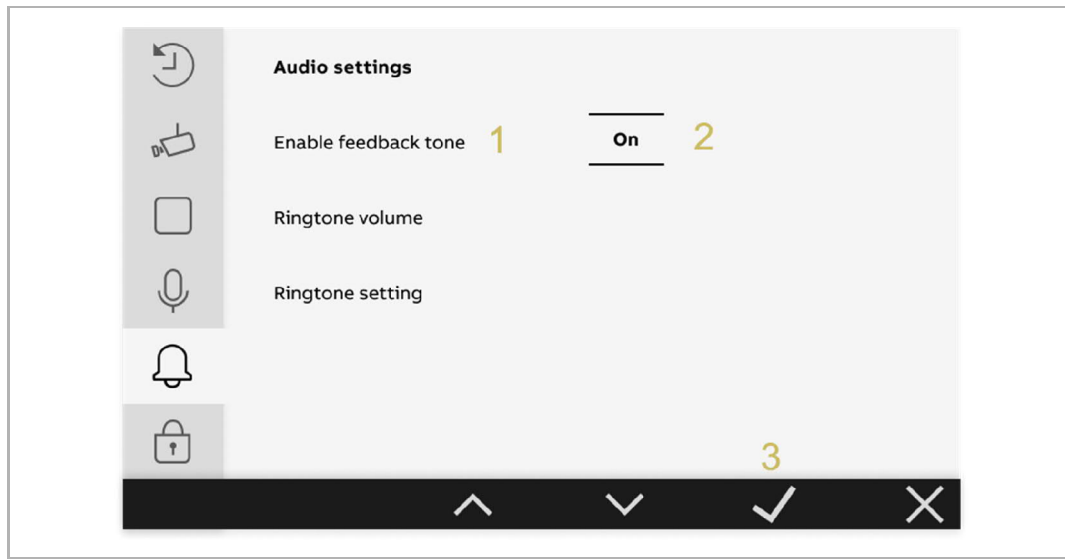 Audio settings
Enable feedback tone 1 On 2
Ringtone volume
Ringtone setting
3